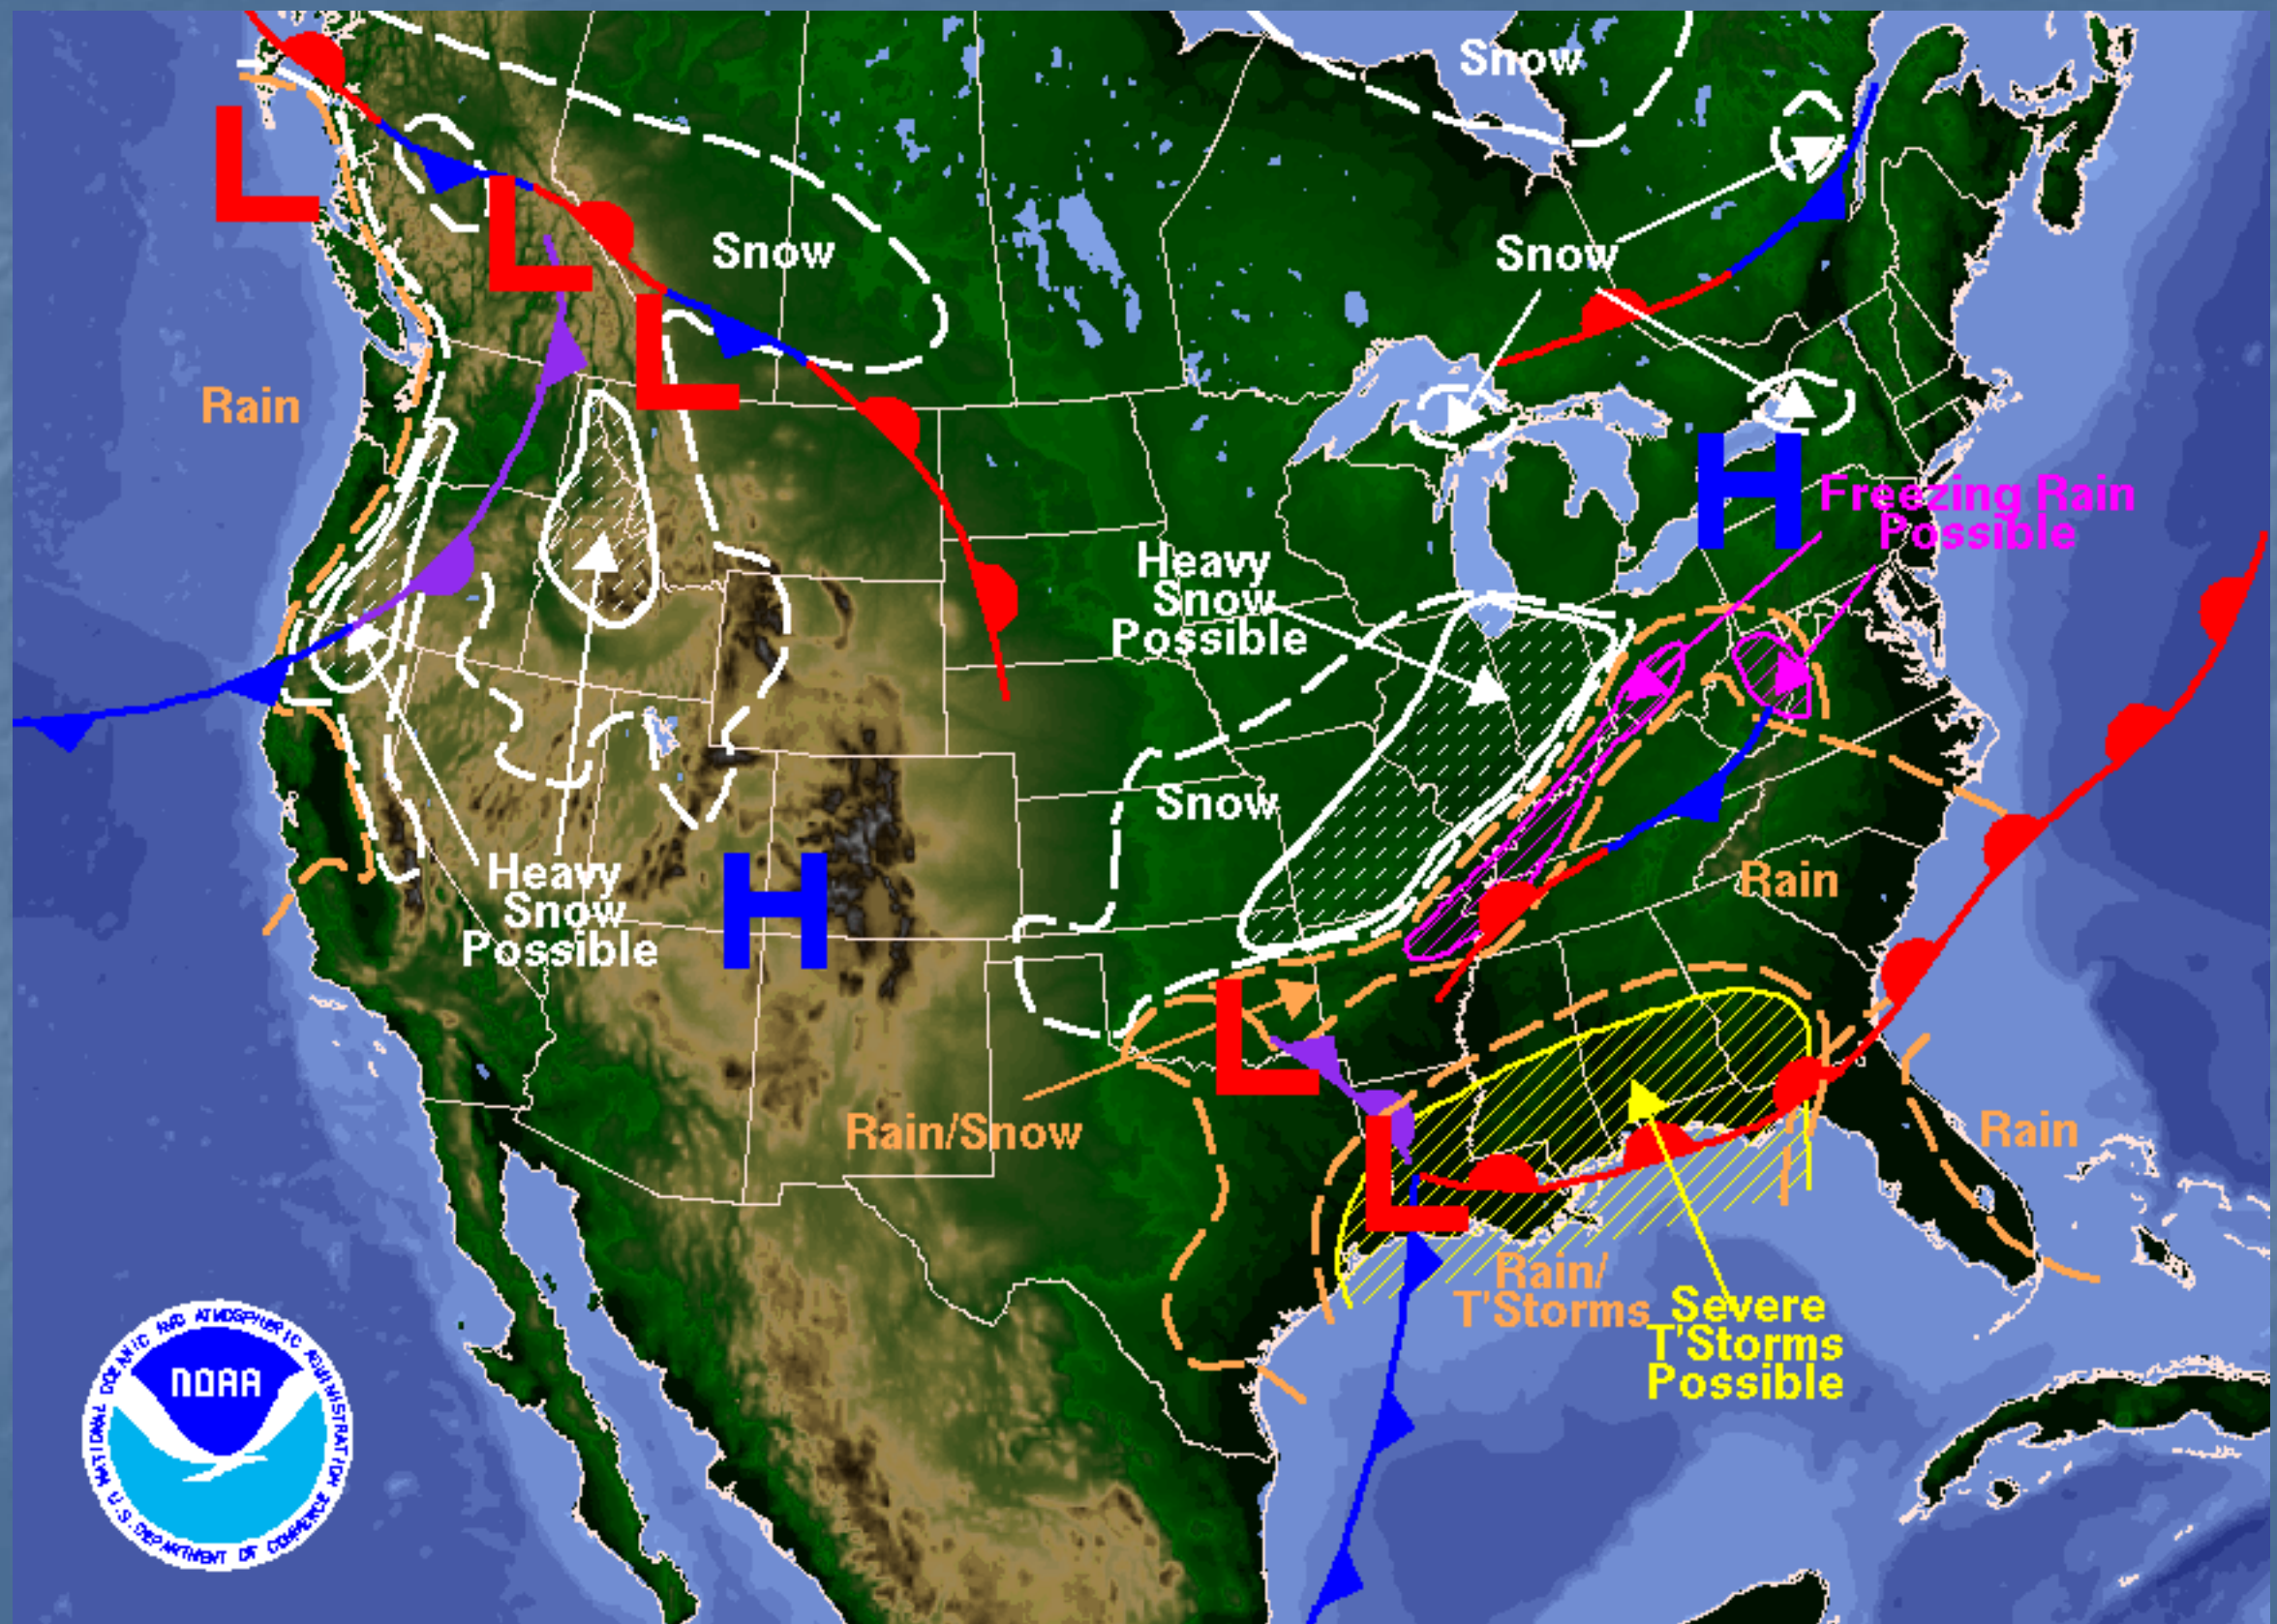 Snow
L
L
Snow
Snow
L
Rain
H
Freezing Rain
Possible
Heavy
Snow
Possible
Snow
Heavy
Snow
Possible
H
Rain
L
Rain/Snow
L
Rain
Rain/
T'Storms
Severe
T'Storms
Possible
NATIONAL OCEANIC AND ATMOSPHERIC ADMINISTRATION
NOAA
U.S. DEPARTMENT OF COMMERCE